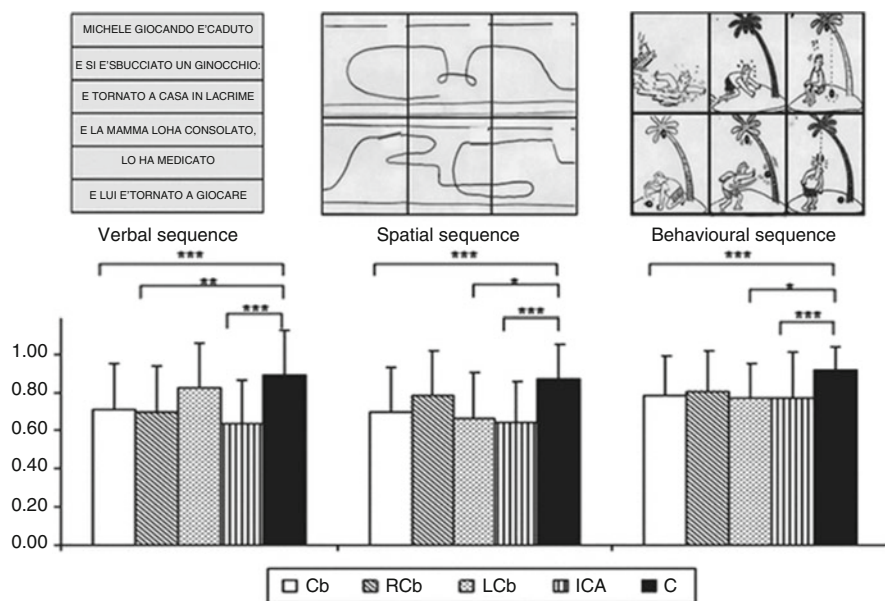 MICHELE GIOCANDO E'CADUTO
E SI E'SBUCCIATO UN GINOCCHIO:
E TORNATO A CASA IN LACRIME
E LA MAMMA LOHA CONSOLATO,
LO HA MEDICATO
E LUI E'TORNATO A GIOCARE
Verbal sequence
Spatial sequence
Behavioural sequence
*** *** ***
** * *
*** *** ***
1.00
0.80
0.60
0.40
0.20
0.00
Cb RCb LCb ICA C